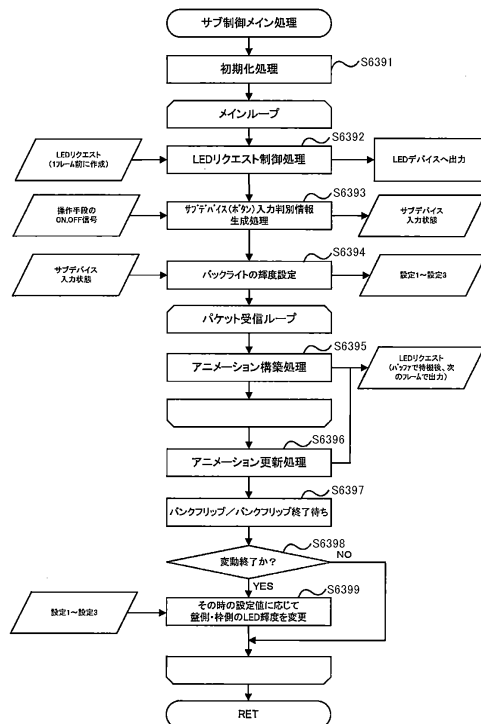 サブ制御メイン処理
S6391
初期化処理
メインループ
S6392
LEDリクエスト
(1フレーム前に作成)
LEDリクエスト制御処理
LEDデバイスへ出力
S6393
操作手段の
ON,OFF信号
サブデバイス(ボタン)入力判別情報
生成処理
サブデバイス
入力状態
S6394
サブデバイス
入力状態
バックライトの輝度設定
設定1~設定3
パケット受信ループ
S6395
アニメーション構築処理
LEDリクエスト
(バッファで待機後、次
のフレームで出力)
S6396
アニメーション更新処理
S6397
バンクフリップ/バンクフリップ終了待ち
S6398
変動終了か?
NO
YES
S6399
設定1~設定3
その時の設定値に応じて
盤側・枠側のLED輝度を変更
RET